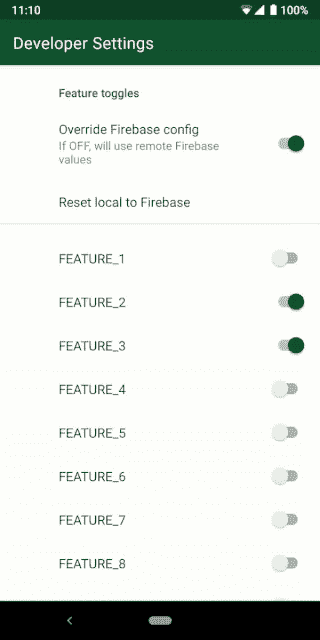 11:10
100%
Developer Settings
Feature toggles
Override Firebase config
If OFF, will use remote Firebase
values
Reset local to Firebase
FEATURE_1
FEATURE_2
FEATURE_3
FEATURE_4
FEATURE_5
FEATURE_6
FEATURE_7
FEATURE_8